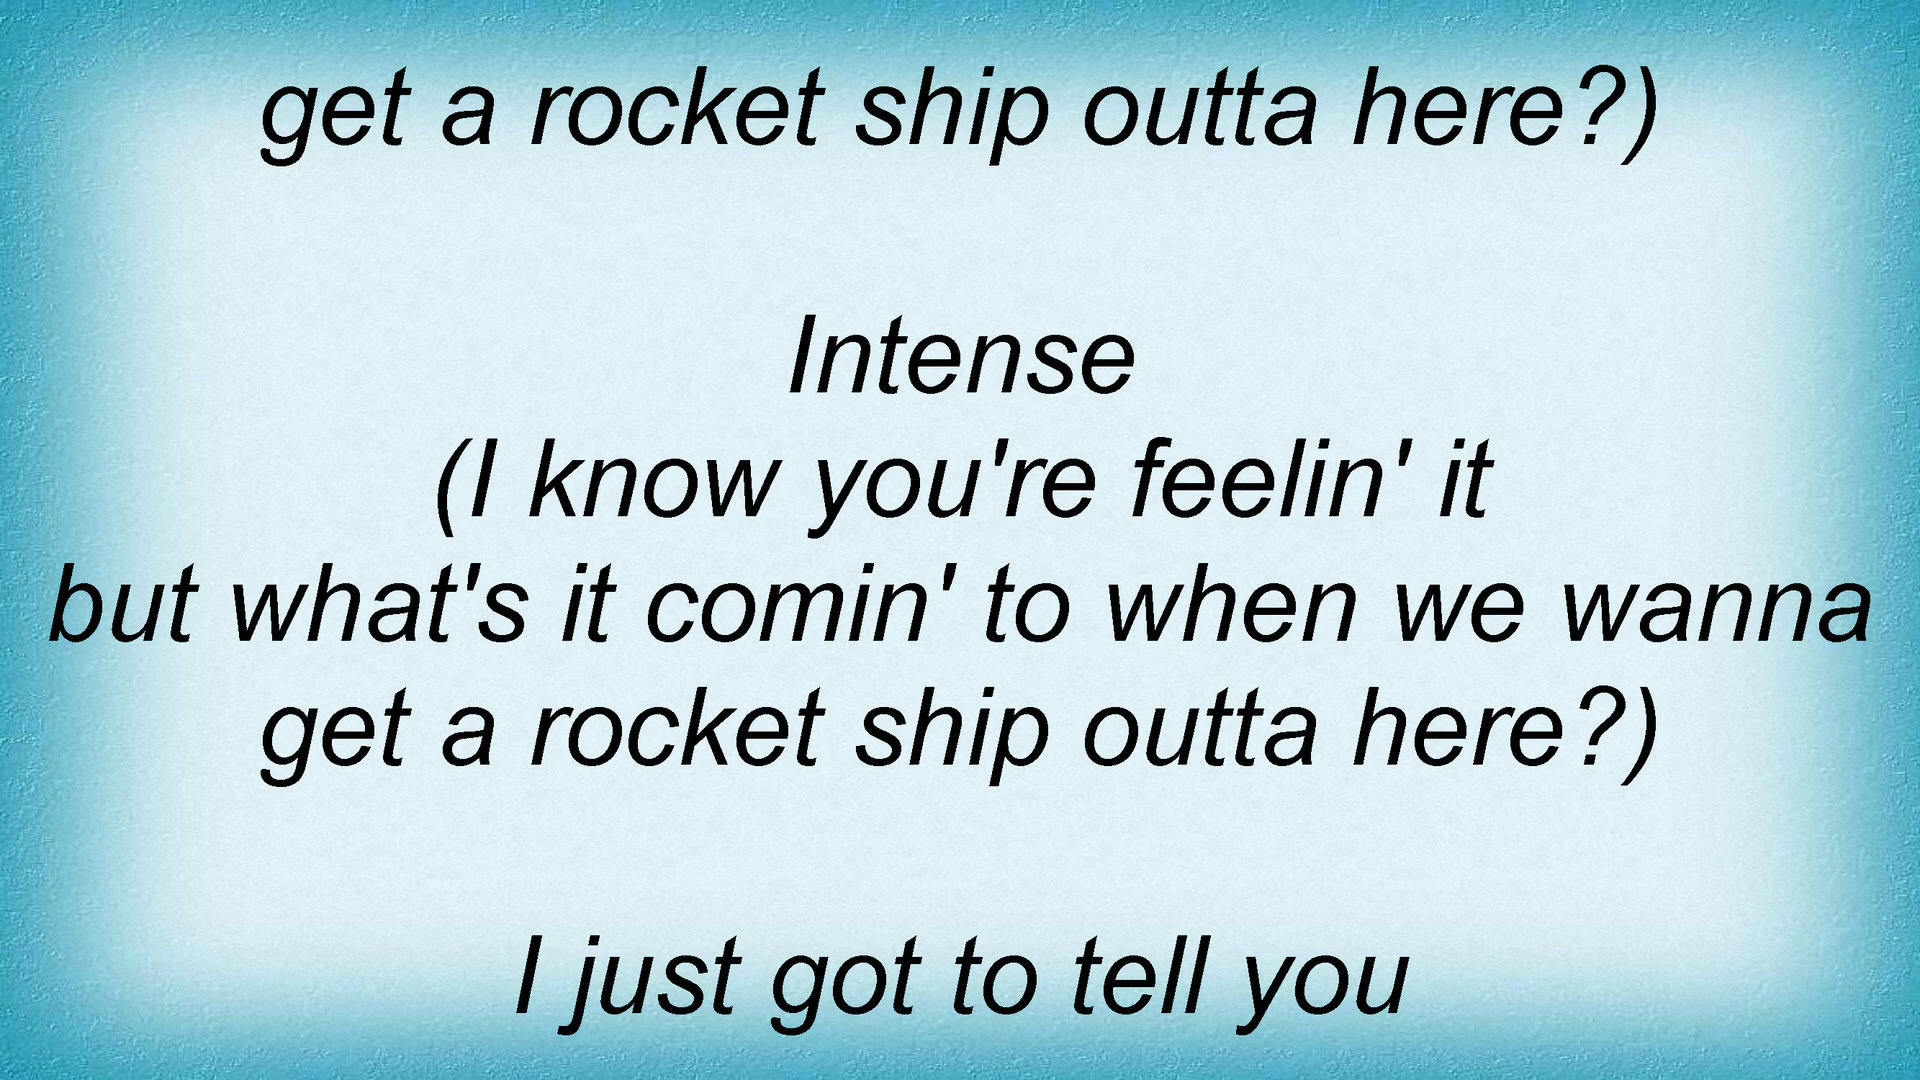 get a rocket ship outta here?)
Intense
(I know you're feelin' it
but what's it comin' to when we wanna
get a rocket ship outta here?)
I just got to tell you